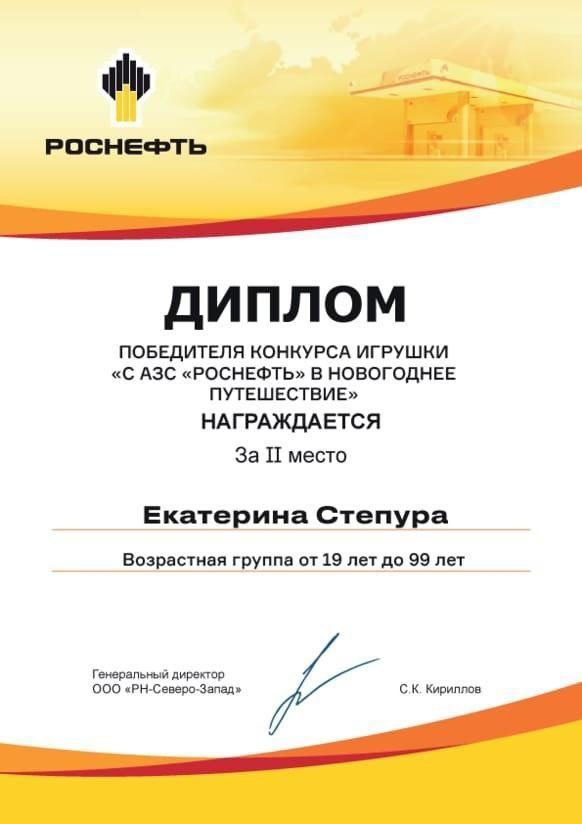 РОСНЕФТЬ
РОСНЕФТЬ
ДИПЛОМ
ПОБЕДИТЕЛЯ КОНКУРСА ИГРУШКИ
«С АЗС «РОСНЕФТЬ» В НОВОГОДНЕЕ
ПУТЕШЕСТВИЕ»
НАГРАЖДАЕТСЯ
За II место
Екатерина Степура
Возрастная группа от 19 лет до 99 лет
Генеральный директор
ООО «РН-Северо-Запад»
С.К. Кириллов